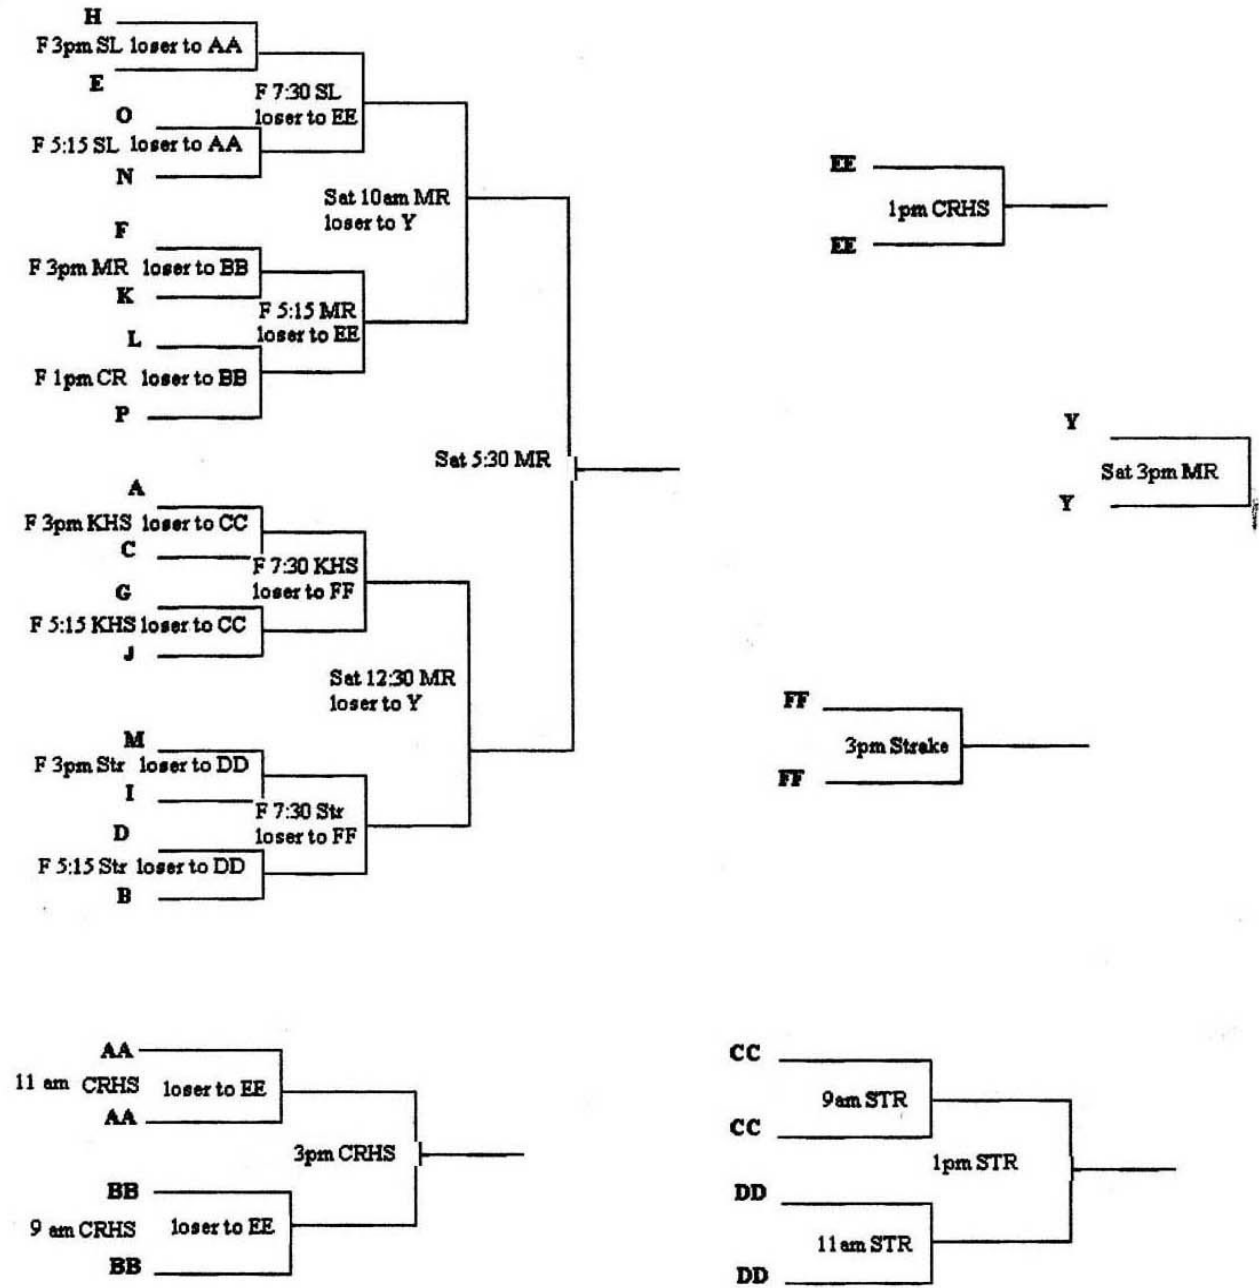 H
F 3pm SL loser to AA
E
F 7:30 SL
loser to EE
O
F 5:15 SL loser to AA
N
Sat 10am MR
loser to Y
F
F 3pm MR loser to BB
K
F 5:15 MR
loser to EE
L
F 1pm CR loser to BB
P
Sat 5:30 MR
A
F 3pm KHS loser to CC
C
F 7:30 KHS
loser to FF
G
F 5:15 KHS loser to CC
J
Sat 12:30 MR
loser to Y
M
F 3pm Str loser to DD
I
F 7:30 Str
loser to FF
D
F 5:15 Str loser to DD
B
EE
1pm CRHS
EE
Y
Sat 3pm MR
Y
FF
3pm Strake
FF
AA
11 am CRHS loser to EE
AA
3pm CRHS
BB
9 am CRHS loser to EE
BB
CC
9am STR
CC
1pm STR
DD
11am STR
DD